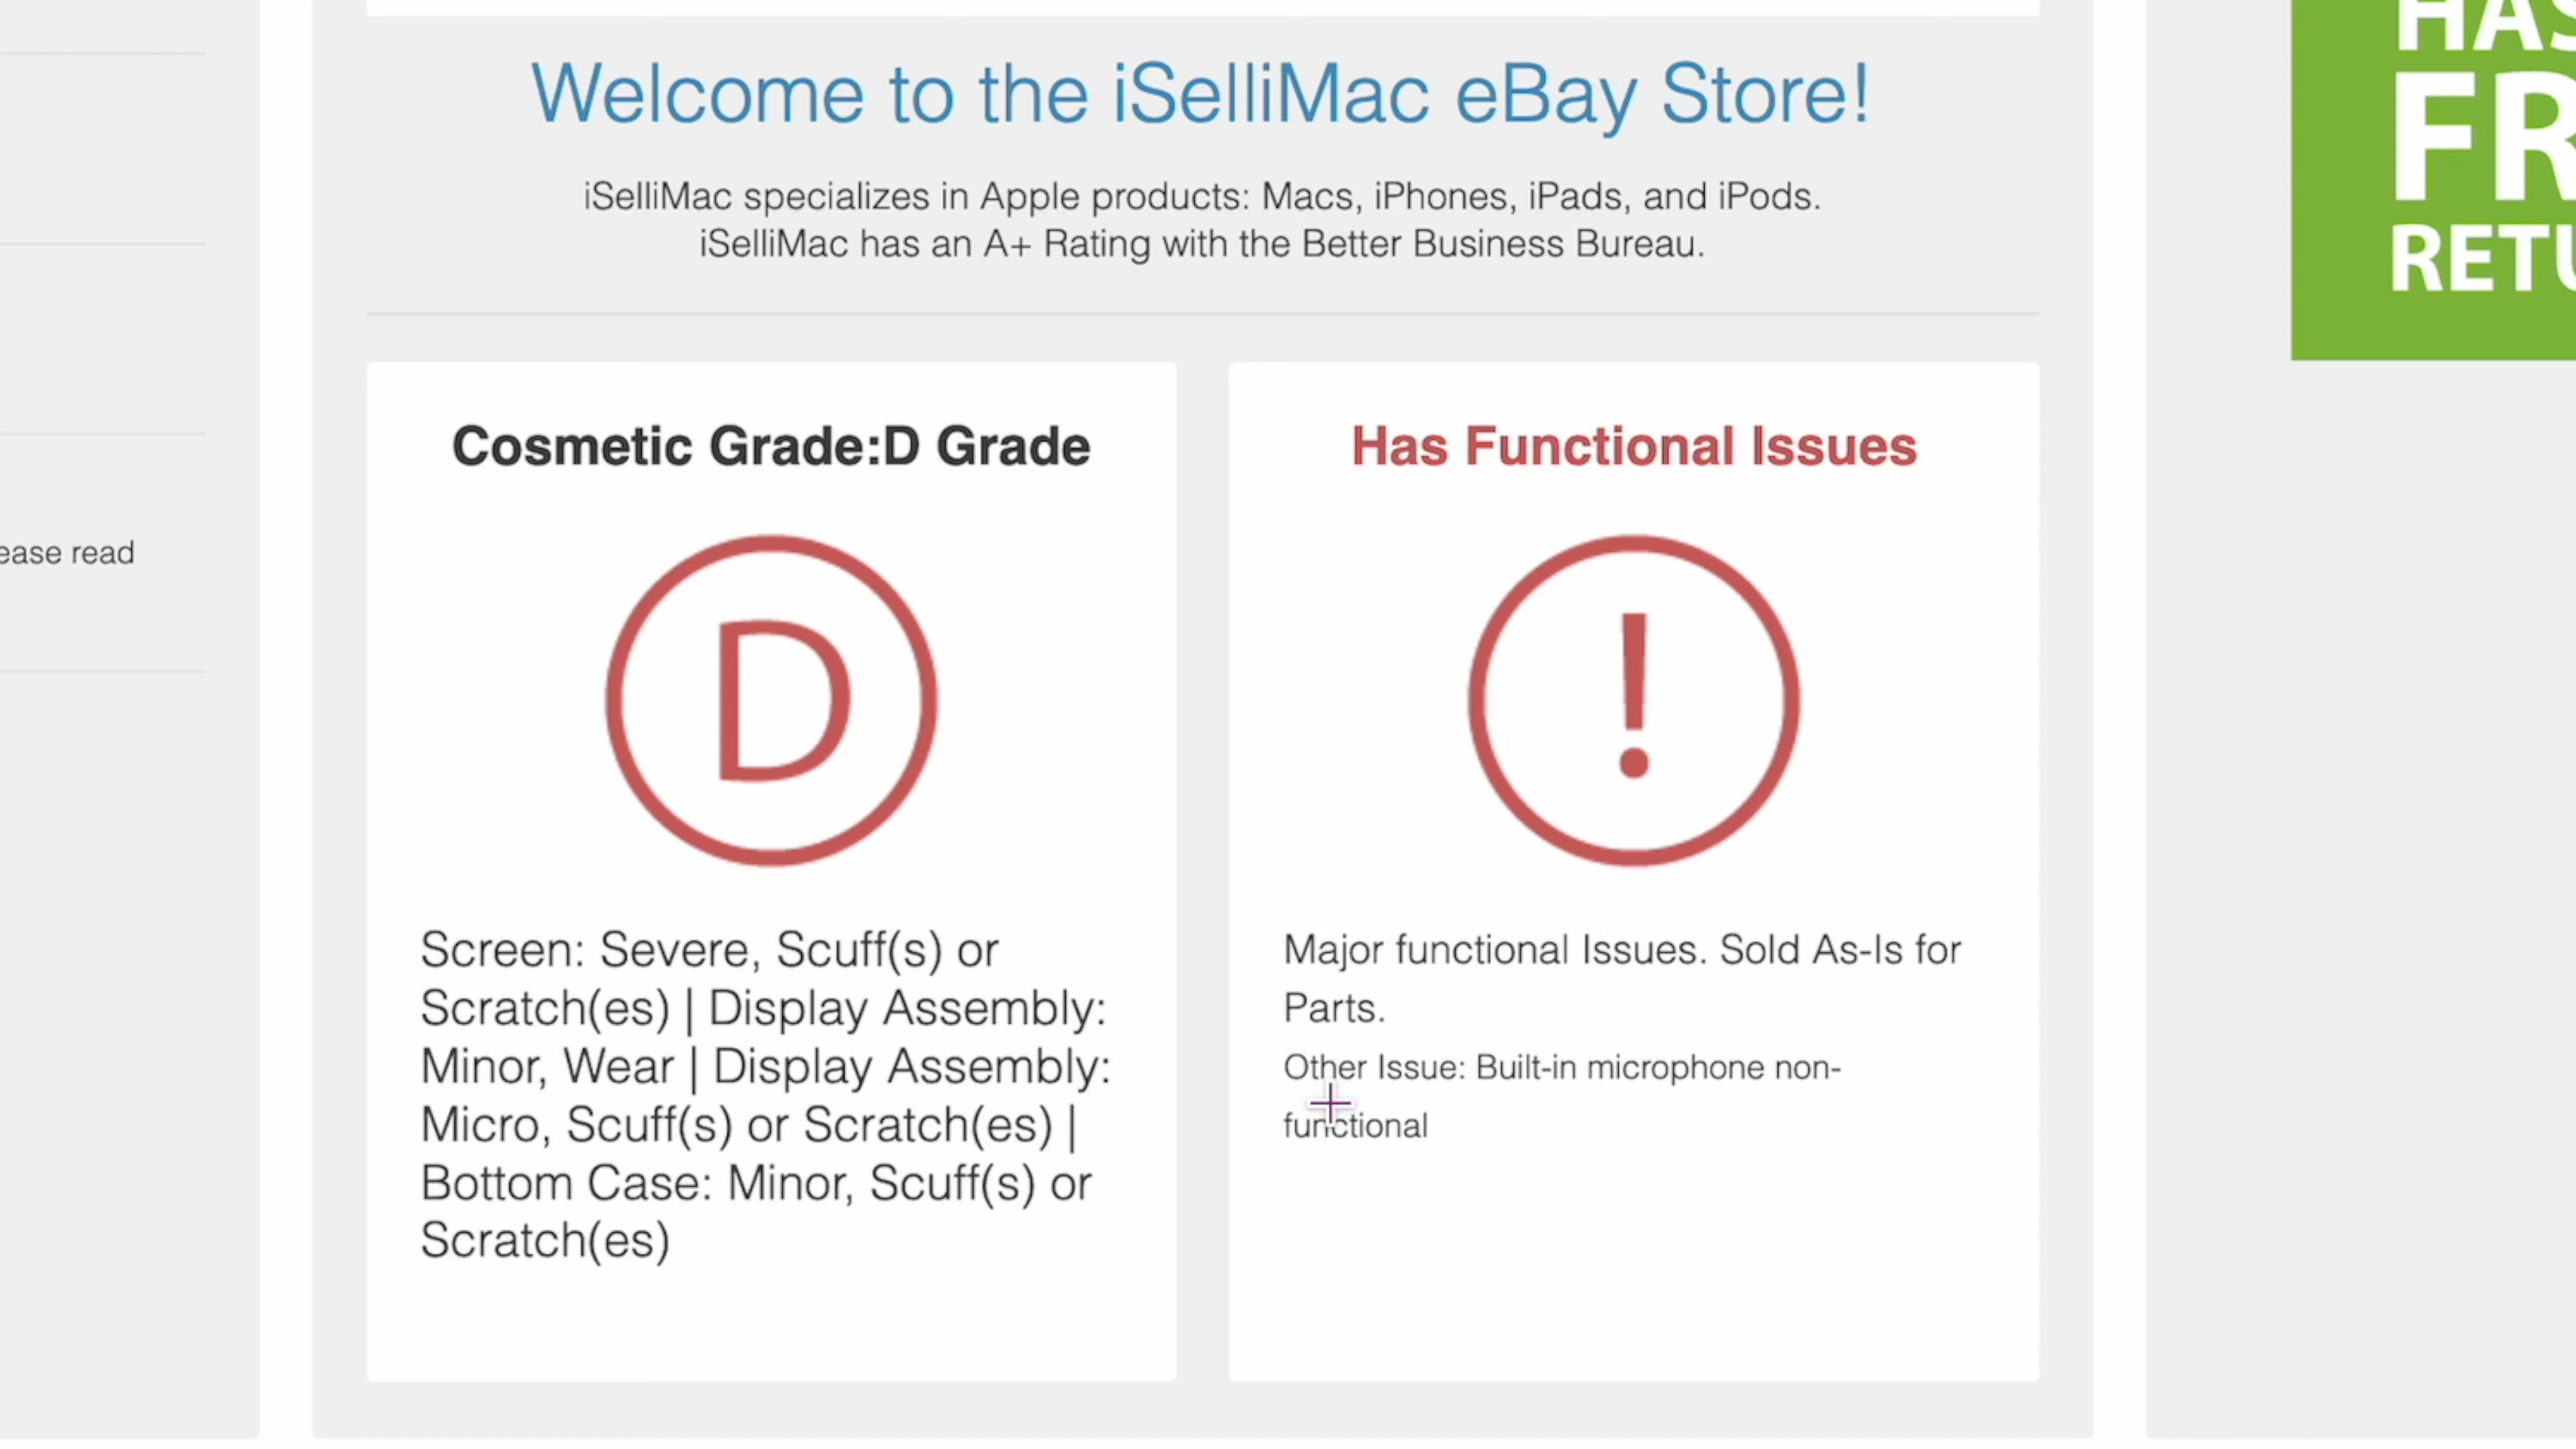 HAS
FR
RETU
Welcome to the iSelliMac eBay Store!
iSelliMac specializes in Apple products: Macs, iPhones, iPads, and iPods.
iSelliMac has an A+ Rating with the Better Business Bureau.
ease read
Cosmetic Grade:D Grade
D
Screen: Severe, Scuff(s) or
Scratch(es) | Display Assembly:
Minor, Wear | Display Assembly:
Micro, Scuff(s) or Scratch(es) |
Bottom Case: Minor, Scuff(s) or
Scratch(es)
Has Functional Issues
!
Major functional Issues. Sold As-Is for
Parts.
Other Issue: Built-in microphone non-
functional